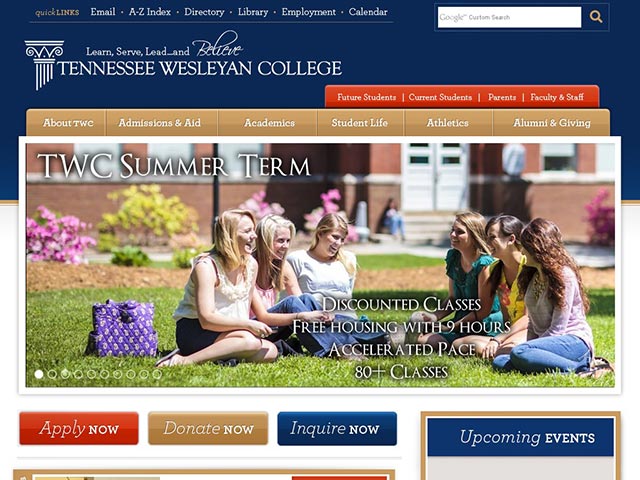 quickLINKS Email • A-Z Index • Directory • Library • Employment • Calendar
Google™ Custom Search
Learn, Serve, Lead...and Believe
TENNESSEE WESLEYAN COLLEGE
Future Students | Current Students | Parents | Faculty & Staff
About TWC Admissions & Aid Academics Student Life Athletics Alumni & Giving
TWC SUMMER TERM
DISCOUNTED CLASSES
FREE HOUSING WITH 9 HOURS
ACCELERATED PACE
80+ CLASSES
Apply NOW Donate NOW Inquire NOW
Upcoming EVENTS